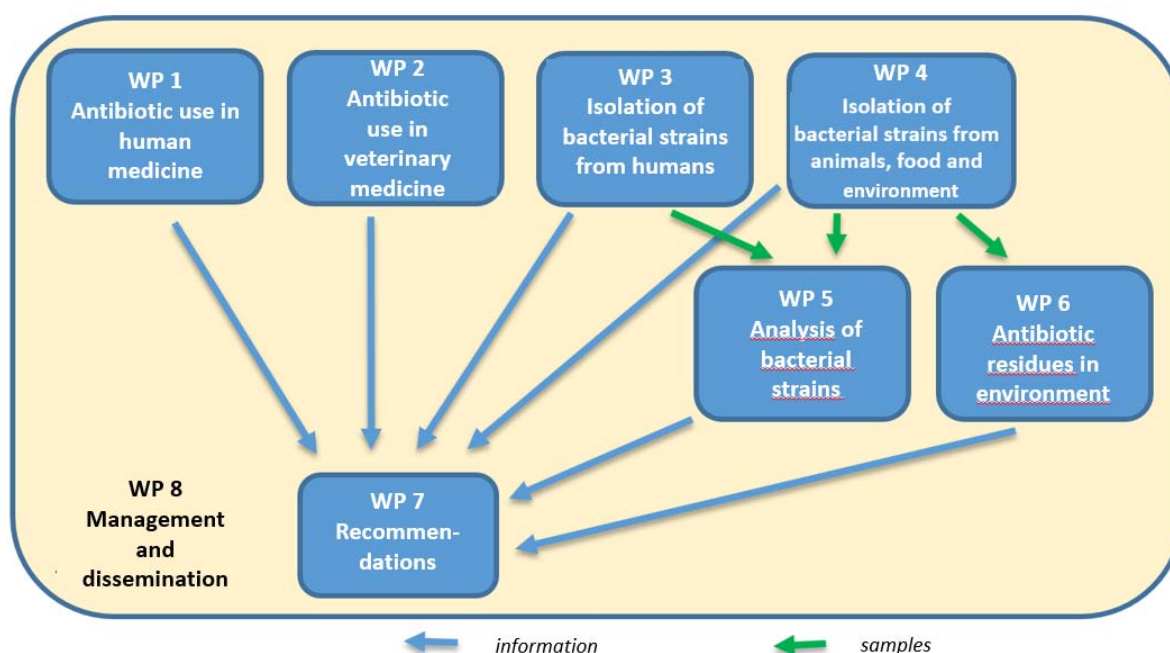 WP 1
Antibiotic use in
human
medicine
WP 2
Antibiotic
use in
veterinary
medicine
WP 3
Isolation of
bacterial strains
from humans
WP 4
Isolation of
bacterial strains from
animals, food and
environment
WP 5
Analysis of
bacterial
strains
WP 6
Antibiotic
residues in
environment
WP 8
Management
and
dissemination
WP 7
Recommen-
dations
information
samples